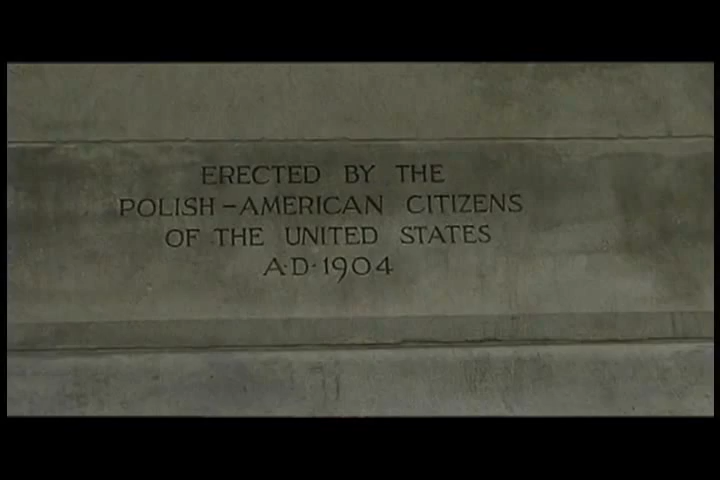 ERECTED BY THE
POLISH-AMERICAN CITIZENS
OF THE UNITED STATES
A·D·1904